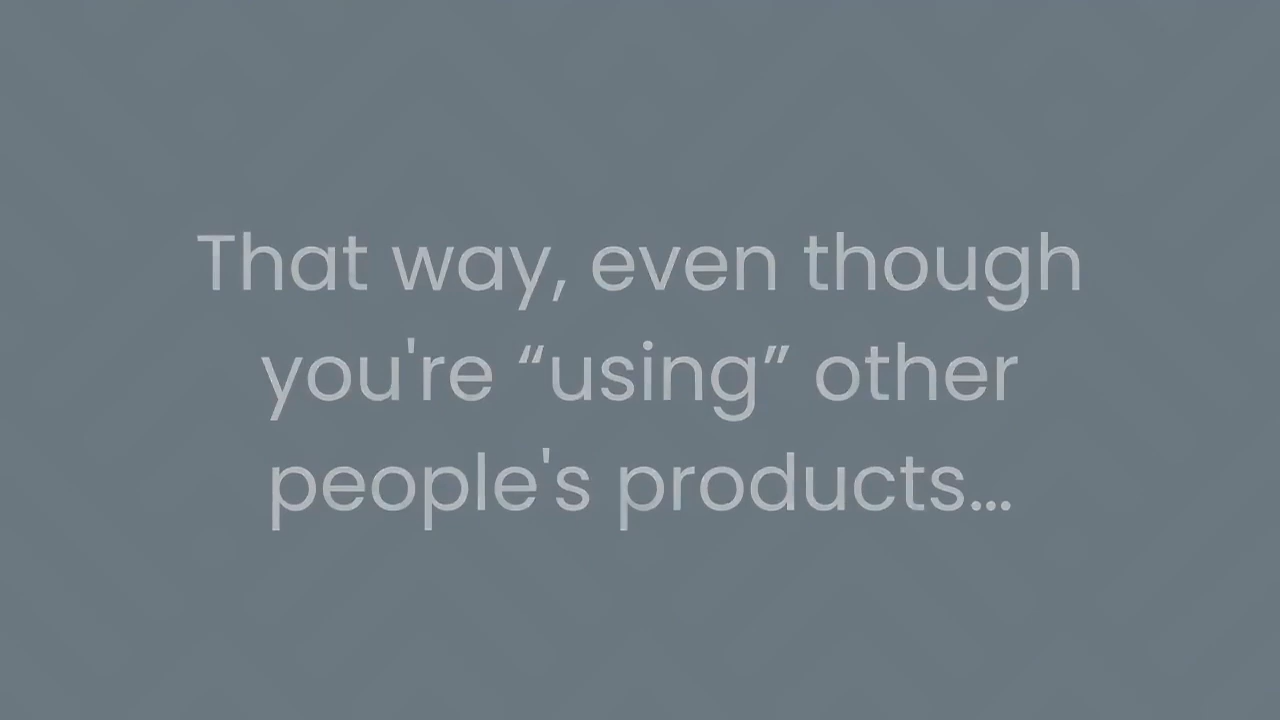 That way, even though
you're “using” other
people's products...